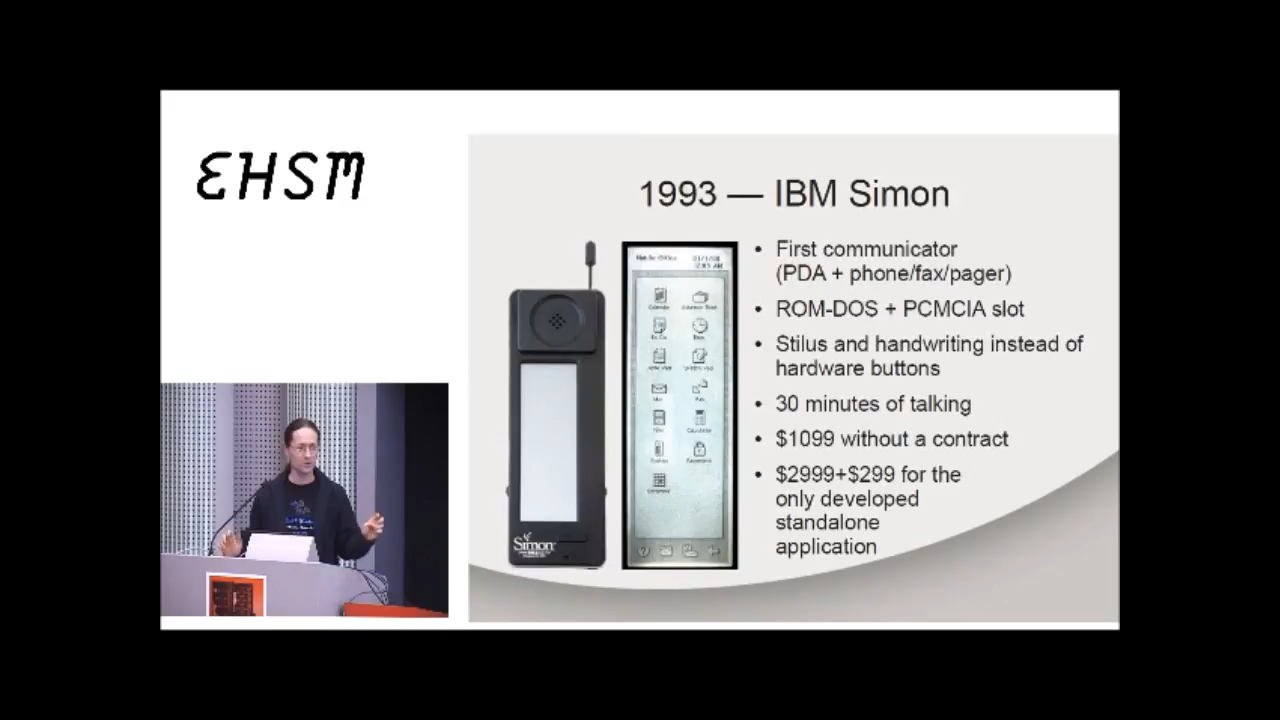 EHSM
1993 — IBM Simon
• First communicator
(PDA + phone/fax/pager)
• ROM-DOS + PCMCIA slot
• Stilus and handwriting instead of
hardware buttons
• 30 minutes of talking
• $1099 without a contract
• $2999+$299 for the
only developed
standalone
application
Simon